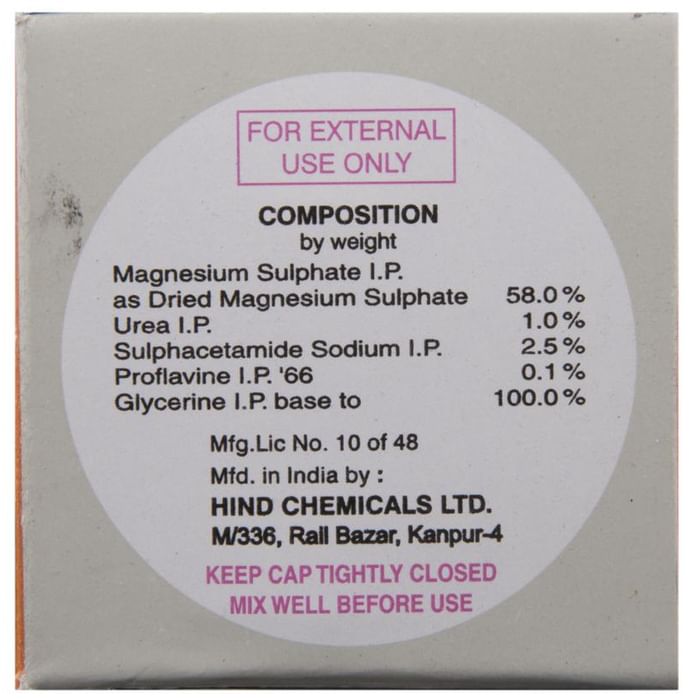 FOR EXTERNAL
USE ONLY
COMPOSITION
by weight
Magnesium Sulphate I.P.
as Dried Magnesium Sulphate 58.0%
Urea I.P. 1.0%
Sulphacetamide Sodium I.P. 2.5%
Proflavine I.P. '66 0.1%
Glycerine I.P. base to 100.0%
Mfg.Lic No. 10 of 48
Mfd. in India by :
HIND CHEMICALS LTD.
M/336, Rail Bazar, Kanpur-4
KEEP CAP TIGHTLY CLOSED
MIX WELL BEFORE USE